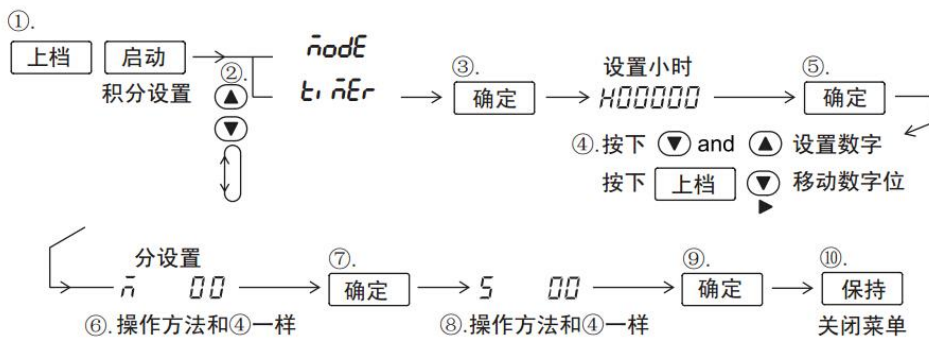 ①.
上档 启动
积分设置
②.
n̄odE
ti n̄Er
③.
确定
设置小时
H00000
④.按下 ▼ and ▲ 设置数字
按下 上档 ▼ 移动数字位
⑤.
确定
分设置
n̄ 00
⑥.操作方法和④一样
⑦.
确定
S 00
⑧.操作方法和④一样
⑨.
确定
⑩.
保持
关闭菜单